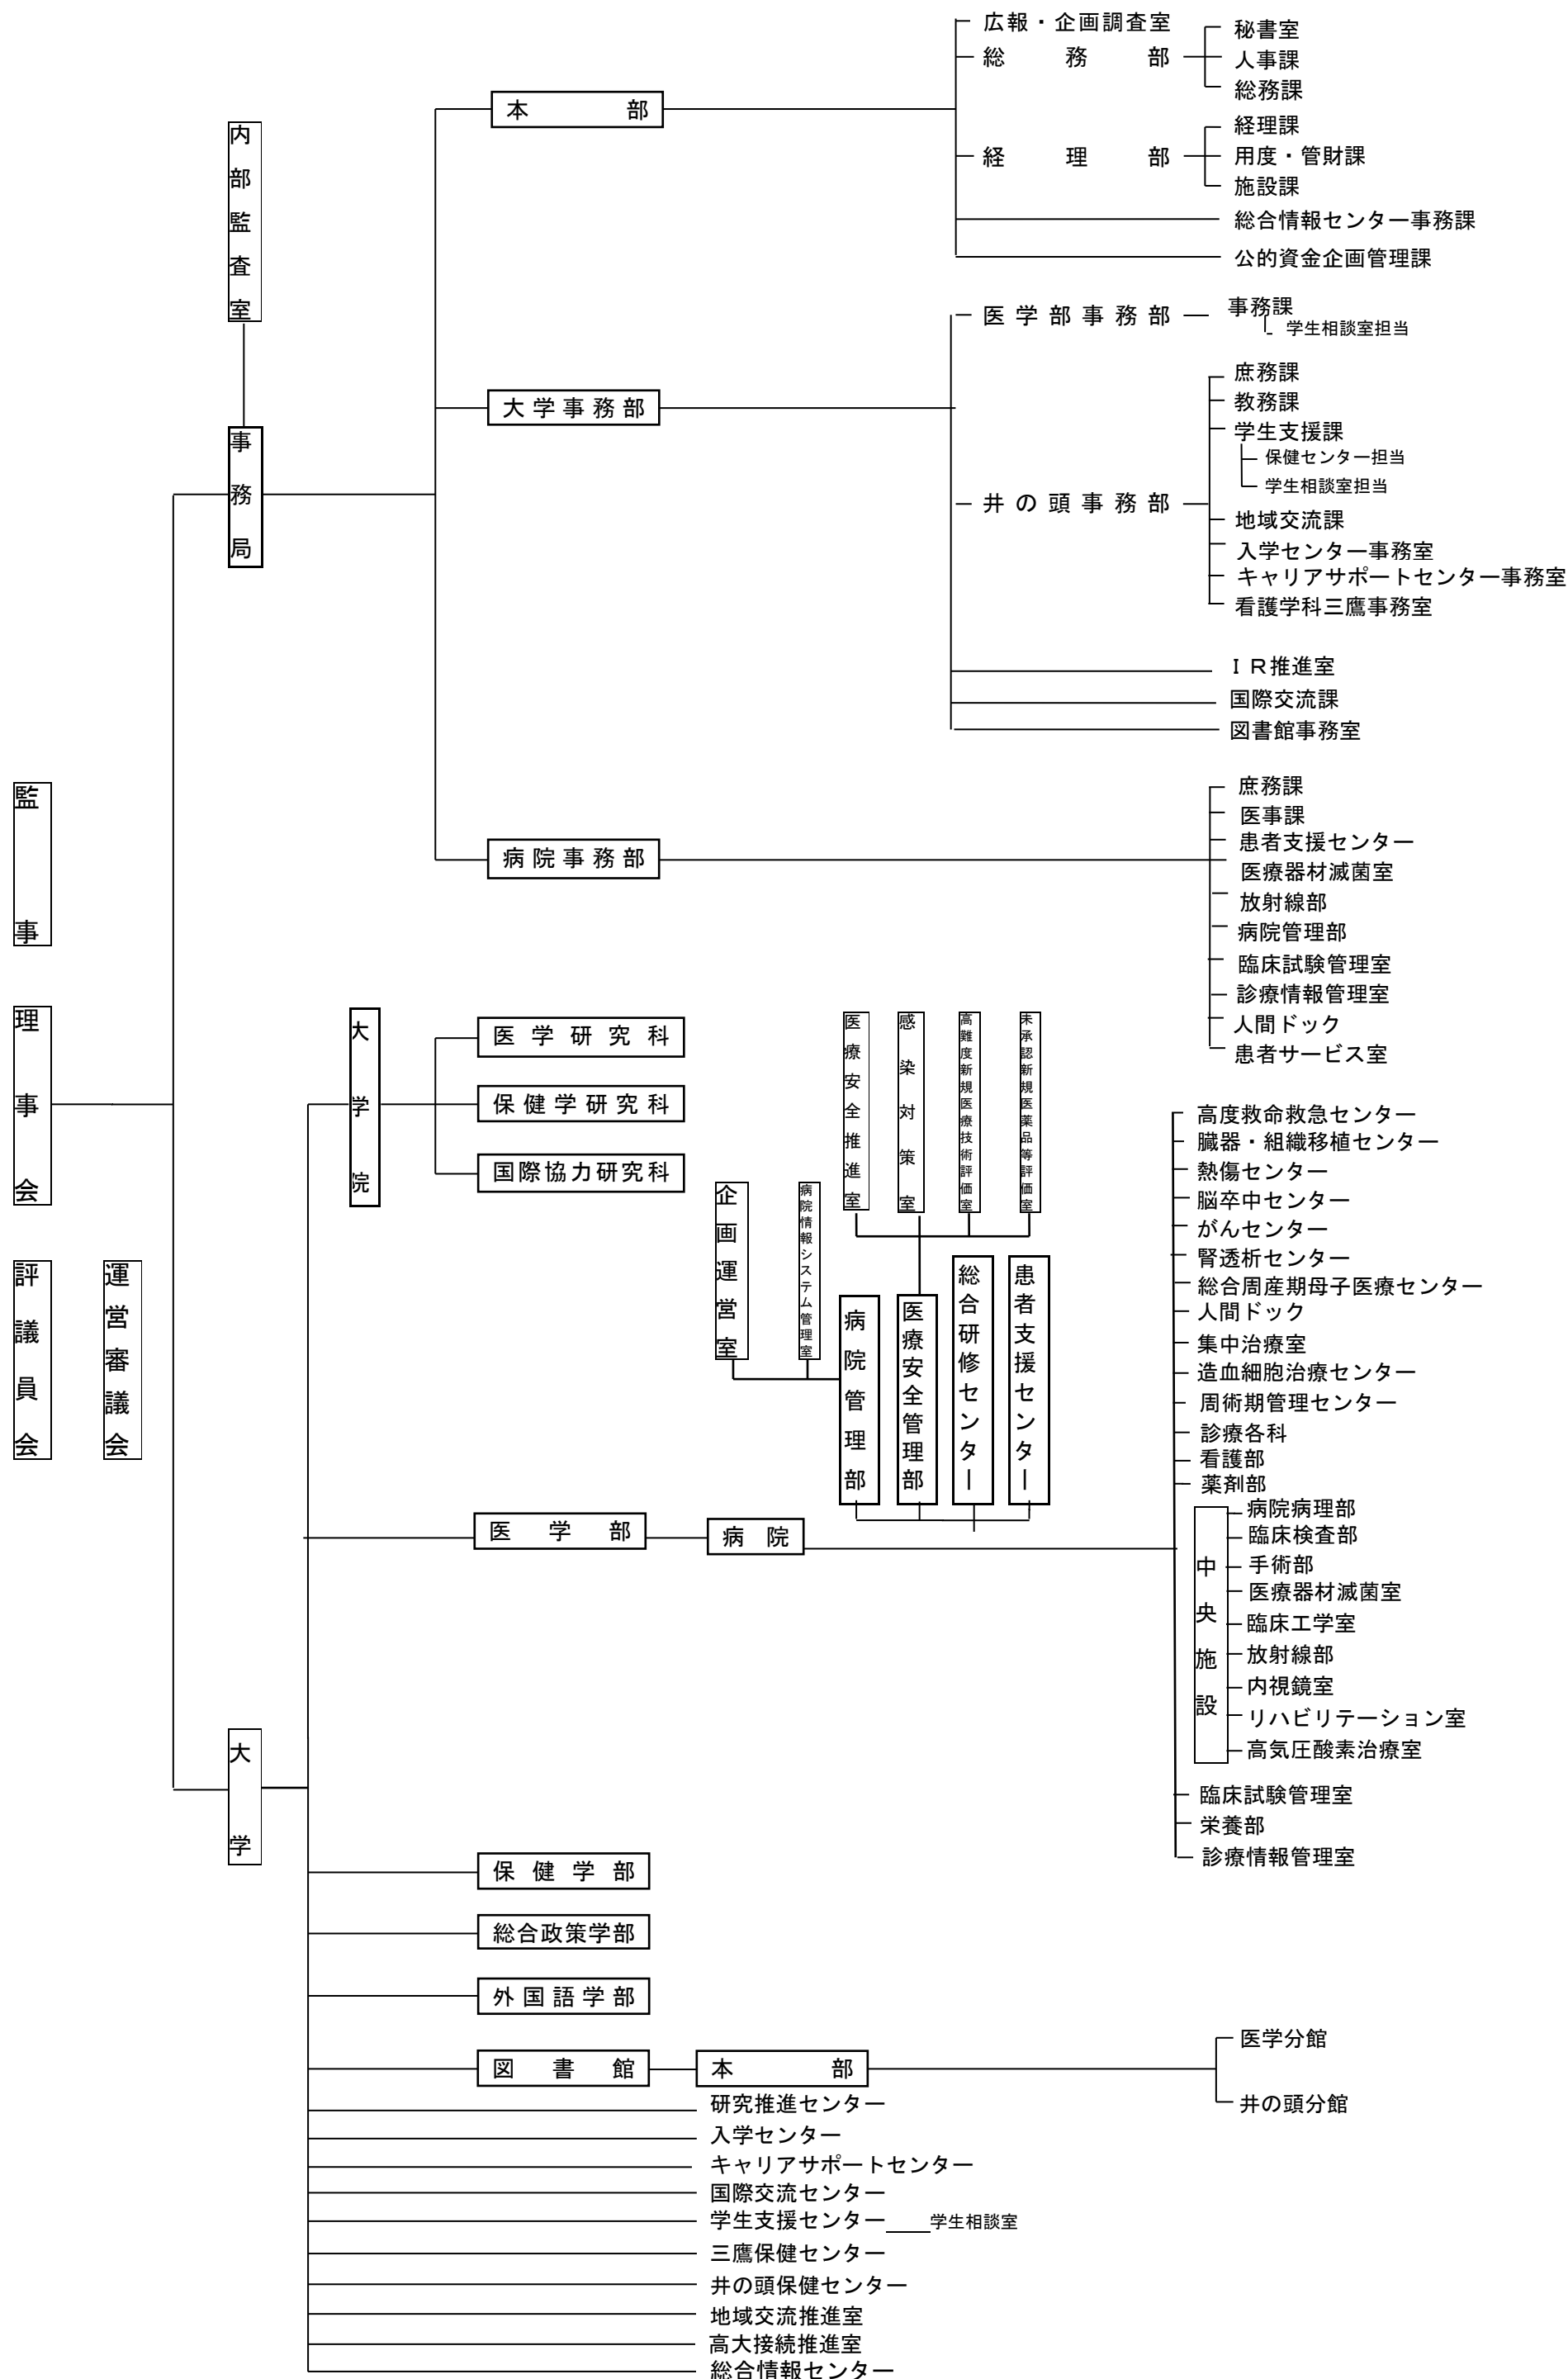 監事
理事会
評議員会
運営審議会
内部監査室
事務局
本部
広報・企画調査室
総務部
秘書室
人事課
総務課
経理部
経理課
用度・管財課
施設課
総合情報センター事務課
公的資金企画管理課
大学事務部
医学部事務部
事務課
学生相談室担当
井の頭事務部
庶務課
教務課
学生支援課
保健センター担当
学生相談室担当
地域交流課
入学センター事務室
キャリアサポートセンター事務室
看護学科三鷹事務室
ＩＲ推進室
国際交流課
図書館事務室
病院事務部
庶務課
医事課
患者支援センター
医療器材滅菌室
放射線部
病院管理部
臨床試験管理室
診療情報管理室
人間ドック
患者サービス室
大学
大学院
医学研究科
保健学研究科
国際協力研究科
医学部
病院
企画運営室
病院情報システム管理室
病院管理部
医療安全推進室
感染対策室
高難度新規医療技術評価室
未承認新規医薬品等評価室
医療安全管理部
総合研修センター
患者支援センター
高度救命救急センター
臓器・組織移植センター
熱傷センター
脳卒中センター
がんセンター
腎透析センター
総合周産期母子医療センター
人間ドック
集中治療室
造血細胞治療センター
周術期管理センター
診療各科
看護部
薬剤部
中央施設
病院病理部
臨床検査部
手術部
医療器材滅菌室
臨床工学室
放射線部
内視鏡室
リハビリテーション室
高気圧酸素治療室
臨床試験管理室
栄養部
診療情報管理室
保健学部
総合政策学部
外国語学部
図書館
本部
医学分館
井の頭分館
研究推進センター
入学センター
キャリアサポートセンター
国際交流センター
学生支援センター
学生相談室
三鷹保健センター
井の頭保健センター
地域交流推進室
高大接続推進室
総合情報センター